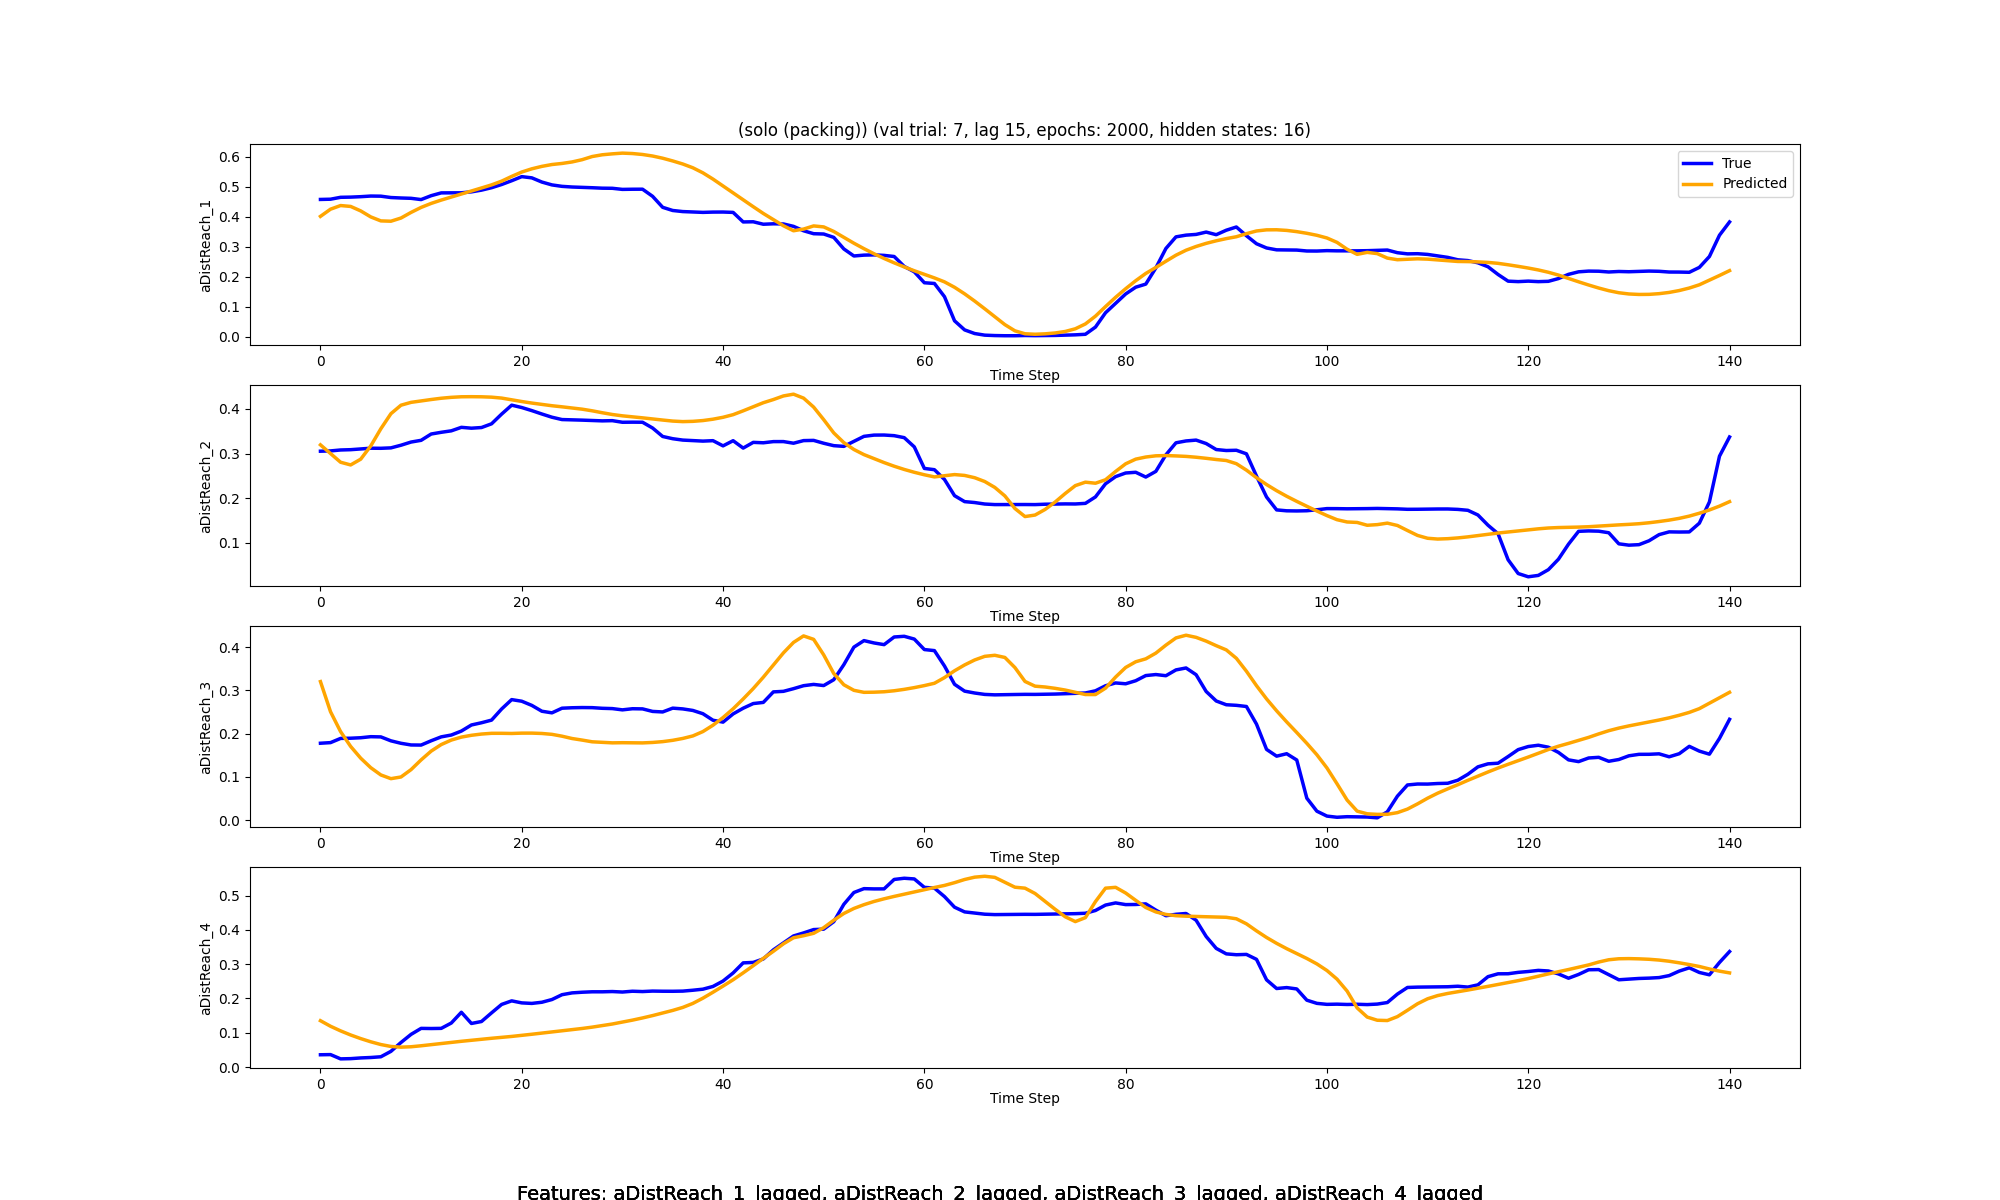 (solo (packing)) (val trial: 7, lag 15, epochs: 2000, hidden states: 16)
True
Predicted
aDistReach_1
0.6
0.5
0.4
0.3
0.2
0.1
0.0
0 20 40 60 80 100 120 140
Time Step
aDistReach_2
0.4
0.3
0.2
0.1
0 20 40 60 80 100 120 140
Time Step
aDistReach_3
0.4
0.3
0.2
0.1
0.0
0 20 40 60 80 100 120 140
Time Step
aDistReach_4
0.5
0.4
0.3
0.2
0.1
0.0
0 20 40 60 80 100 120 140
Time Step
Features: aDistReach_1_lagged, aDistReach_2_lagged, aDistReach_3_lagged, aDistReach_4_lagged